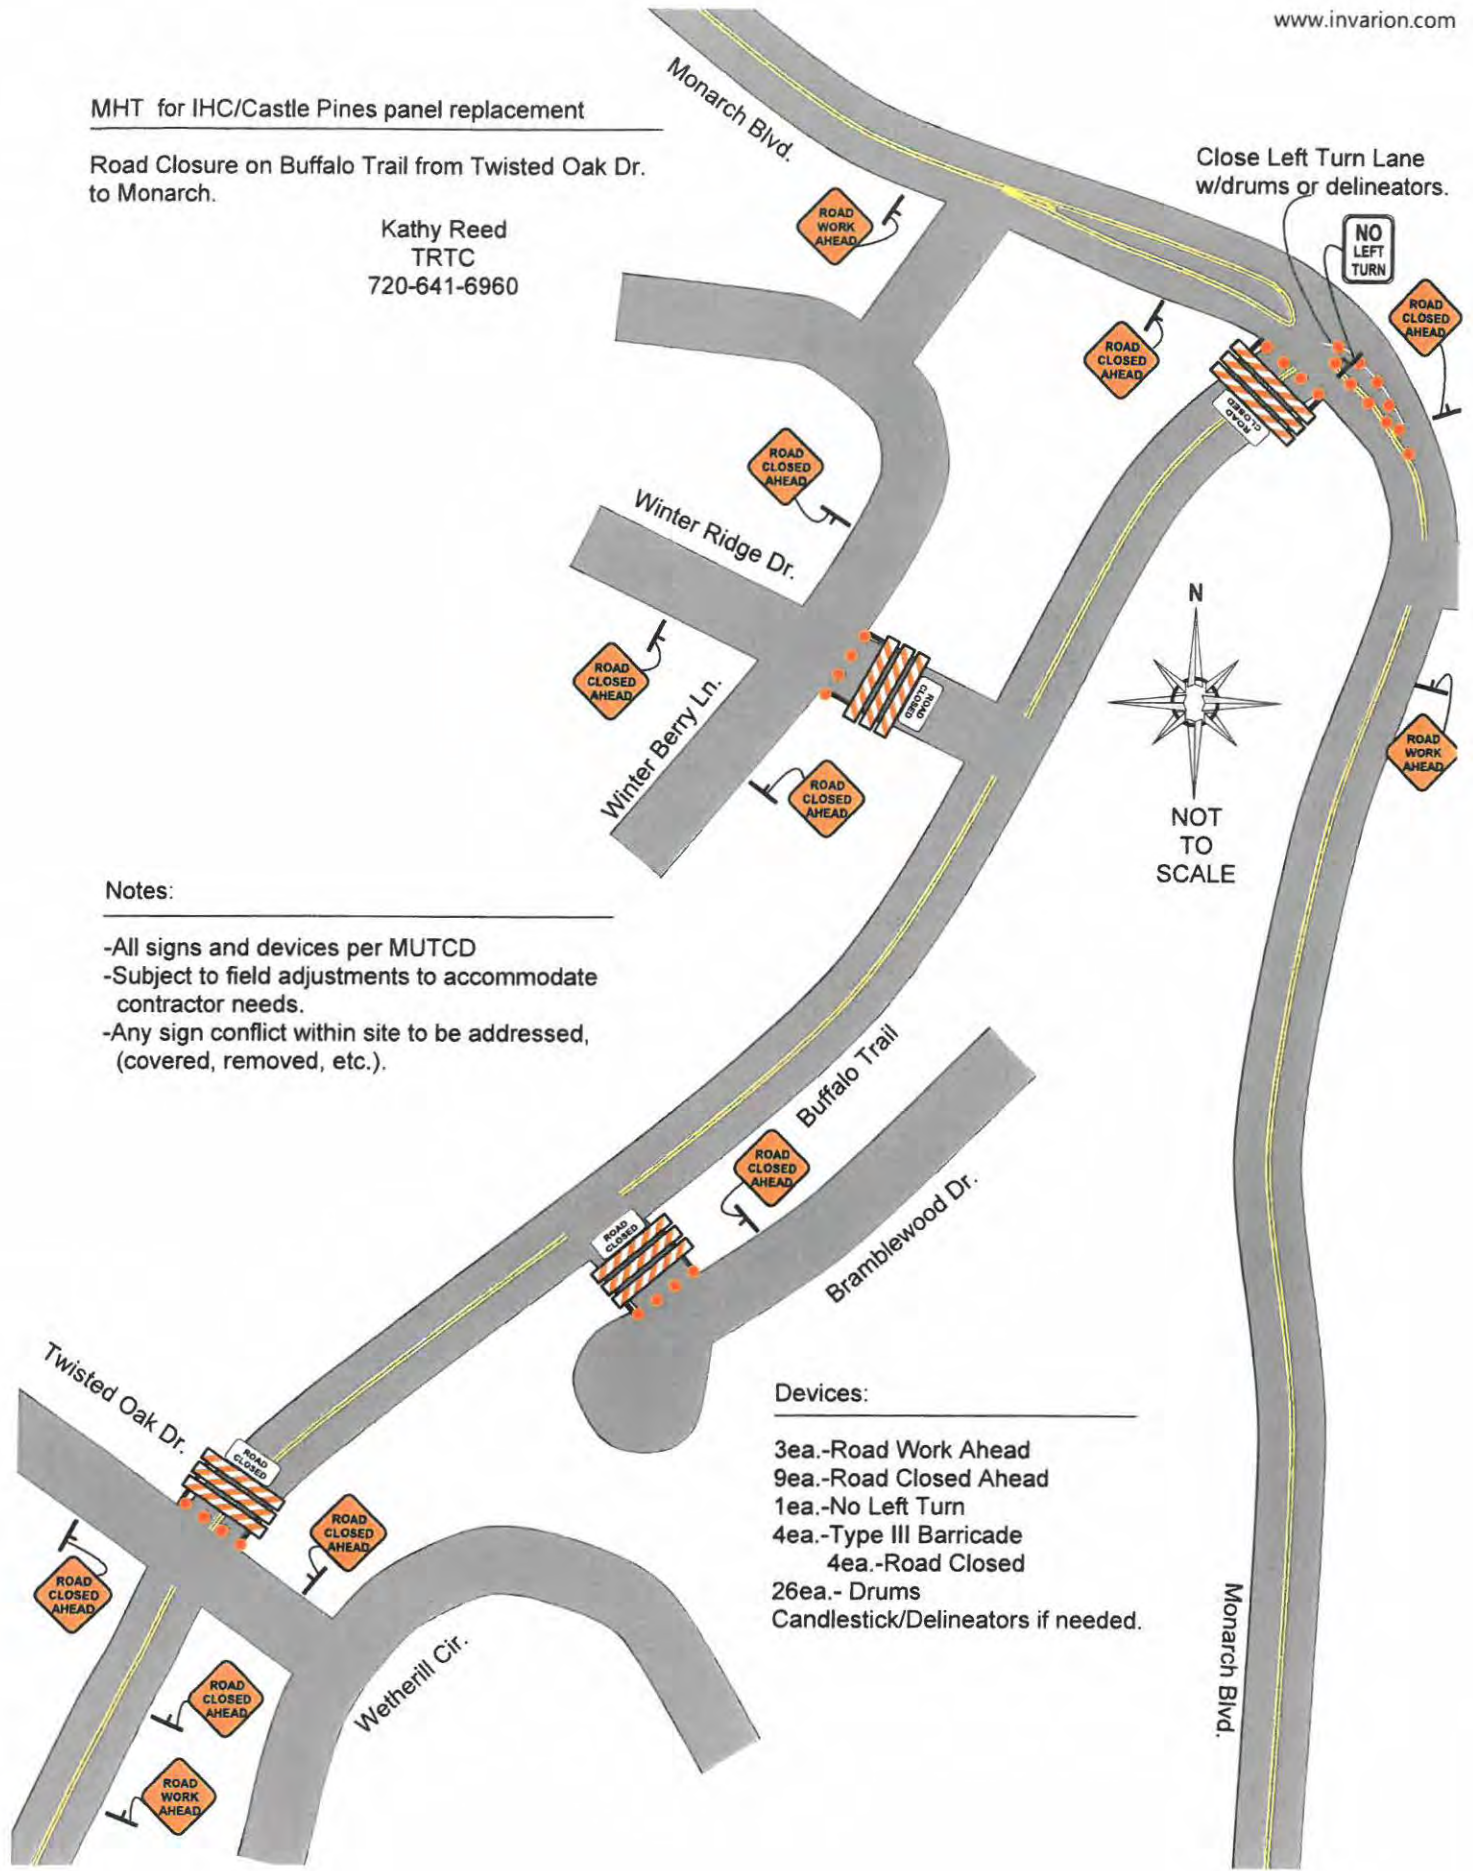 www.invarion.com
MHT for IHC/Castle Pines panel replacement
Road Closure on Buffalo Trail from Twisted Oak Dr.
to Monarch.
Kathy Reed
TRTC
720-641-6960
Monarch Blvd.
Close Left Turn Lane
w/drums or delineators.
NO
LEFT
TURN
ROAD
WORK
AHEAD
ROAD
CLOSED
AHEAD
ROAD
CLOSED
AHEAD
ROAD
CLOSED
ROAD
CLOSED
AHEAD
Winter Ridge Dr.
ROAD
CLOSED
AHEAD
ROAD
CLOSED
Winter Berry Ln.
ROAD
CLOSED
AHEAD
N
NOT
TO
SCALE
ROAD
WORK
AHEAD
Notes:
-All signs and devices per MUTCD
-Subject to field adjustments to accommodate
contractor needs.
-Any sign conflict within site to be addressed,
(covered, removed, etc.).
Buffalo Trail
ROAD
CLOSED
AHEAD
Bramblewood Dr.
ROAD
CLOSED
Twisted Oak Dr.
ROAD
CLOSED
ROAD
CLOSED
AHEAD
ROAD
CLOSED
AHEAD
Devices:
3ea.-Road Work Ahead
9ea.-Road Closed Ahead
1ea.-No Left Turn
4ea.-Type III Barricade
4ea.-Road Closed
26ea.- Drums
Candlestick/Delineators if needed.
Wetherill Cir.
Monarch Blvd.
ROAD
CLOSED
AHEAD
ROAD
WORK
AHEAD